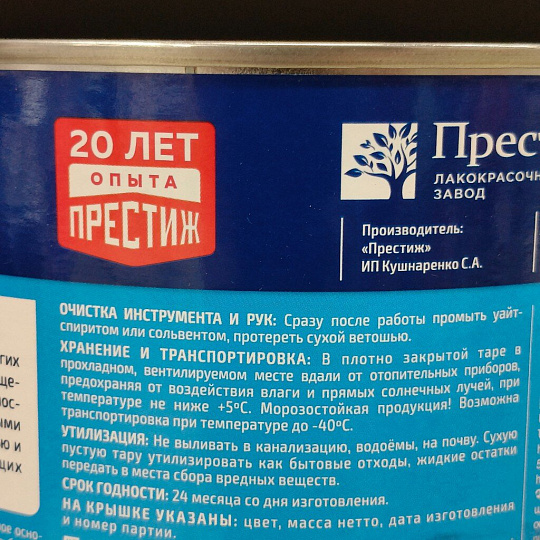 20 ЛЕТ
ОПЫТА
ПРЕСТИЖ
ЛАКОКРАСОЧН
ЗАВОД
Производитель:
«Престиж»
ИП Кушнаренко С.А.
ОЧИСТКА ИНСТРУМЕНТА И РУК: Сразу после работы промыть уайт-
спиритом или сольвентом, протереть сухой ветошью.
ХРАНЕНИЕ И ТРАНСПОРТИРОВКА: В плотно закрытой таре в
прохладном, вентилируемом месте вдали от отопительных приборов,
предохраняя от воздействия влаги и прямых солнечных лучей, при
температуре не ниже +5ºС. Морозостойкая продукция! Возможна
транспортировка при температуре до -40ºС.
УТИЛИЗАЦИЯ: Не выливать в канализацию, водоёмы, на почву. Сухую
пустую тару утилизировать как бытовые отходы, жидкие остатки
передать в места сбора вредных веществ.
СРОК ГОДНОСТИ: 24 месяца со дня изготовления.
НА КРЫШКЕ УКАЗАНЫ: цвет, масса нетто, дата изготовления
и номер партии.